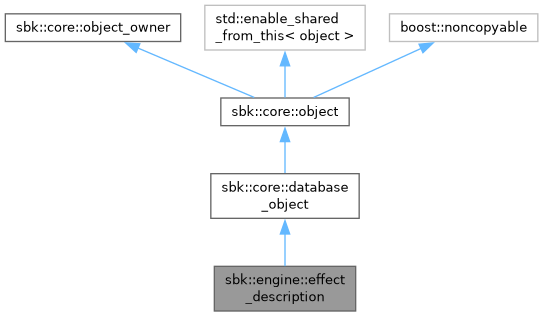 sbk::core::object_owner
std::enable_shared
_from_this< object >
boost::noncopyable
sbk::core::object
sbk::core::database
_object
sbk::engine::effect
_description